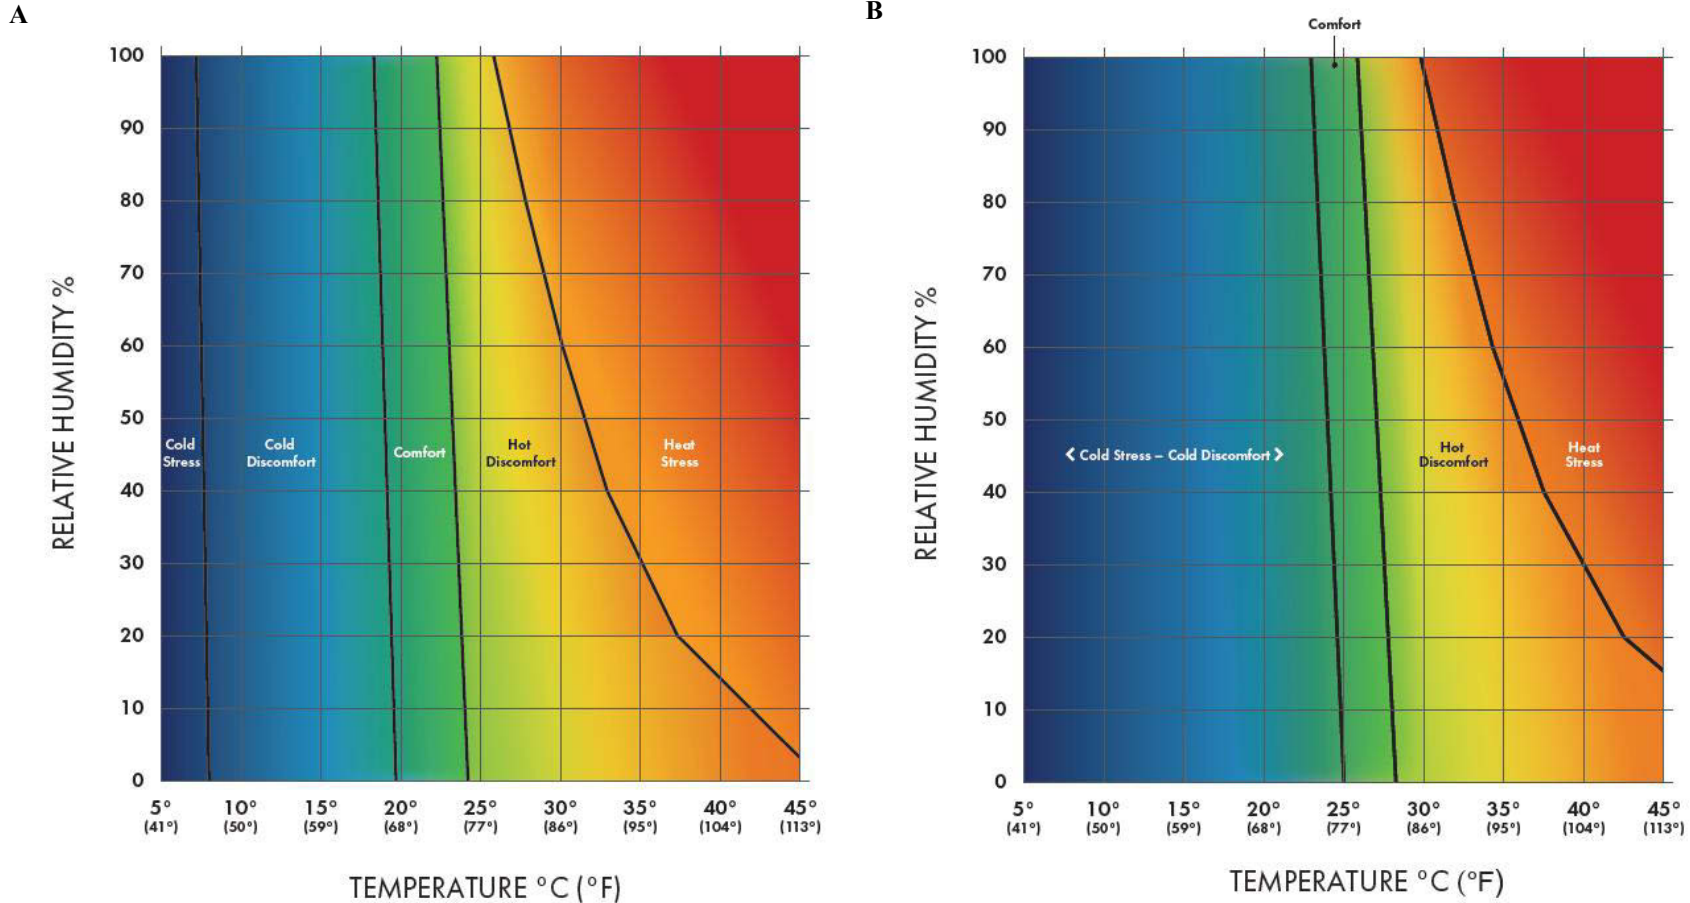 A
RELATIVE HUMIDITY %
100
90
80
70
60
50
40
30
20
10
0
Cold
Stress
Cold
Discomfort
Comfort
Hot
Discomfort
Heat
Stress
5° 10° 15° 20° 25° 30° 35° 40° 45°
(41°) (50°) (59°) (68°) (77°) (86°) (95°) (104°) (113°)
TEMPERATURE °C (°F)
B
Comfort
RELATIVE HUMIDITY %
100
90
80
70
60
50
40
30
20
10
0
< Cold Stress – Cold Discomfort >
Hot
Discomfort
Heat
Stress
5° 10° 15° 20° 25° 30° 35° 40° 45°
(41°) (50°) (59°) (68°) (77°) (86°) (95°) (104°) (113°)
TEMPERATURE °C (°F)